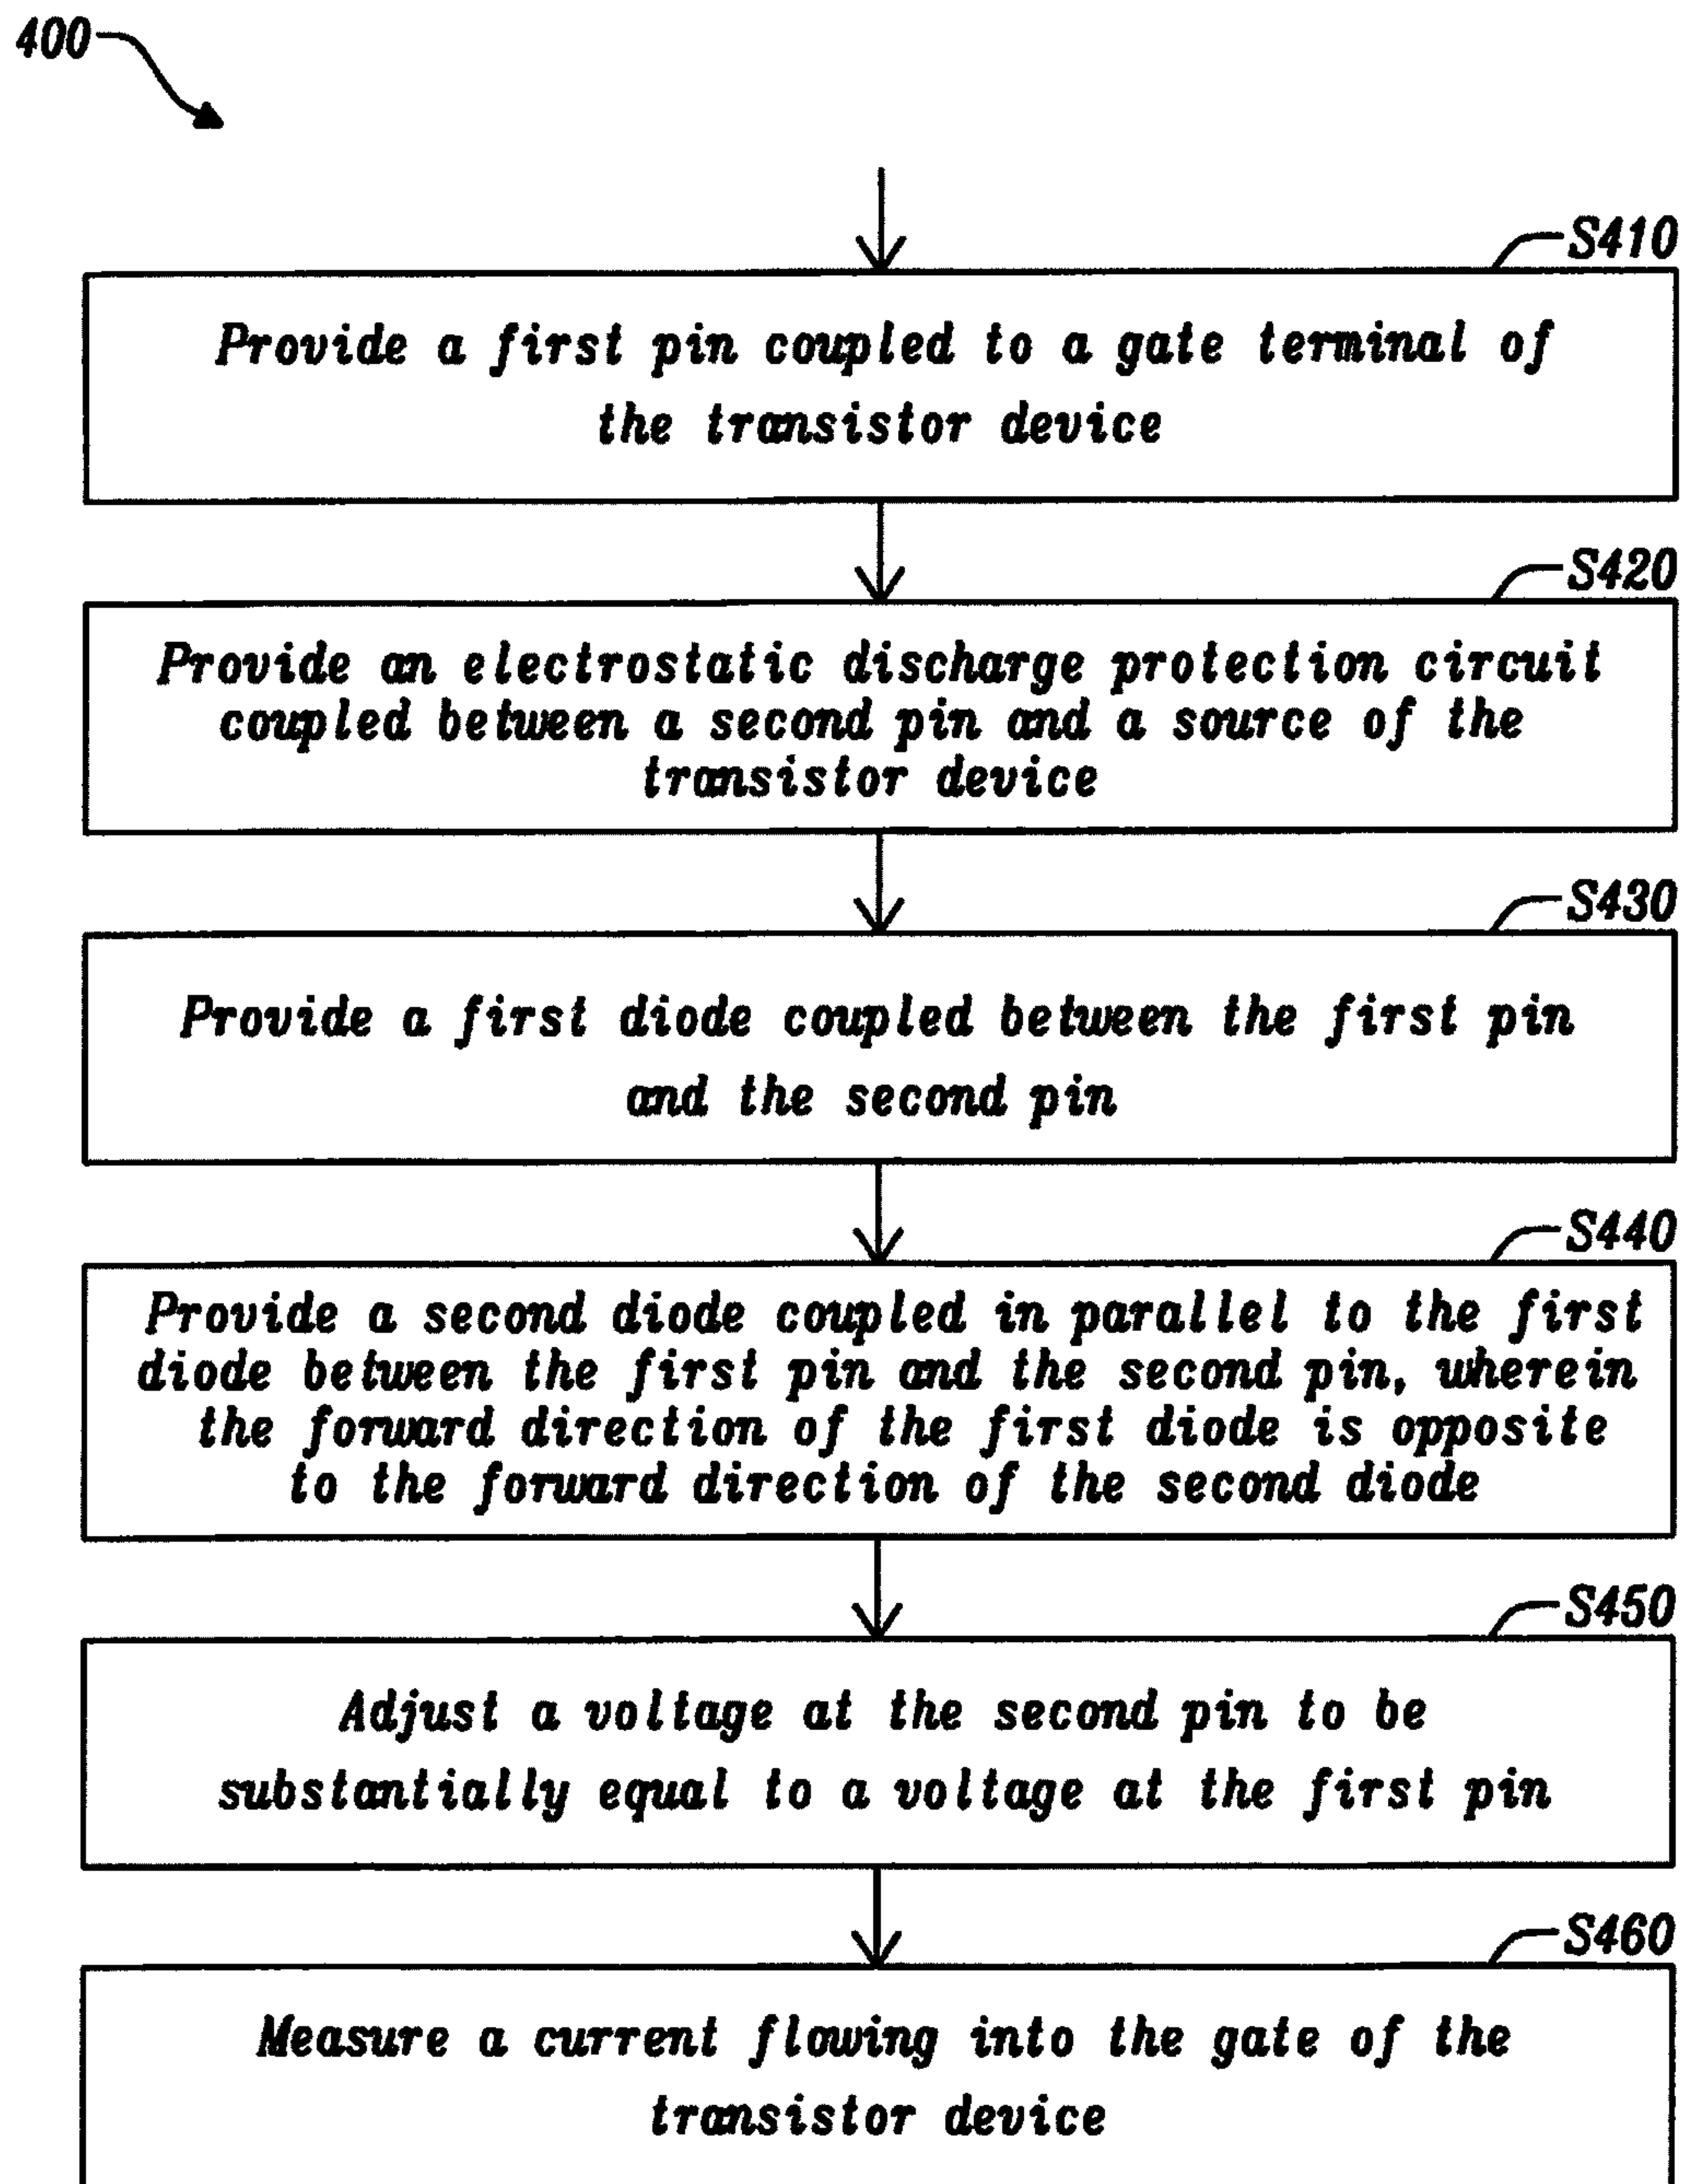 400
S410
Provide a first pin coupled to a gate terminal of
the transistor device
S420
Provide an electrostatic discharge protection circuit
coupled between a second pin and a source of the
transistor device
S430
Provide a first diode coupled between the first pin
and the second pin
S440
Provide a second diode coupled in parallel to the first
diode between the first pin and the second pin, wherein
the forward direction of the first diode is opposite
to the forward direction of the second diode
S450
Adjust a voltage at the second pin to be
substantially equal to a voltage at the first pin
S460
Measure a current flowing into the gate of the
transistor device